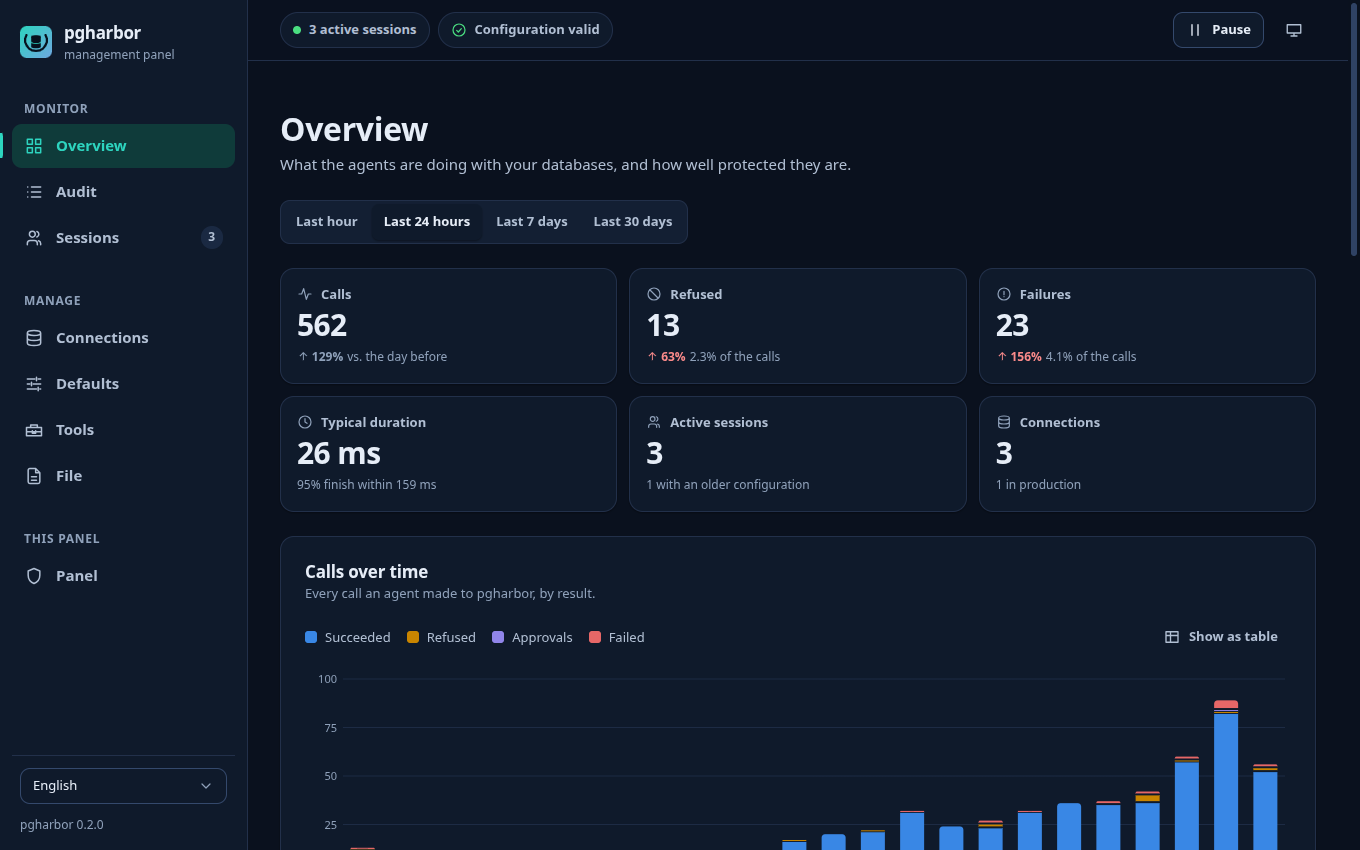 pgharbor
management panel
MONITOR
Overview
Audit
Sessions 3
MANAGE
Connections
Defaults
Tools
File
THIS PANEL
Panel
English
pgharbor 0.2.0
3 active sessions
Configuration valid
Pause
Overview
What the agents are doing with your databases, and how well protected they are.
Last hour Last 24 hours Last 7 days Last 30 days
Calls
562
↑ 129% vs. the day before
Refused
13
↑ 63% 2.3% of the calls
Failures
23
↑ 156% 4.1% of the calls
Typical duration
26 ms
95% finish within 159 ms
Active sessions
3
1 with an older configuration
Connections
3
1 in production
Calls over time
Every call an agent made to pgharbor, by result.
Succeeded Refused Approvals Failed
Show as table
100
75
50
25